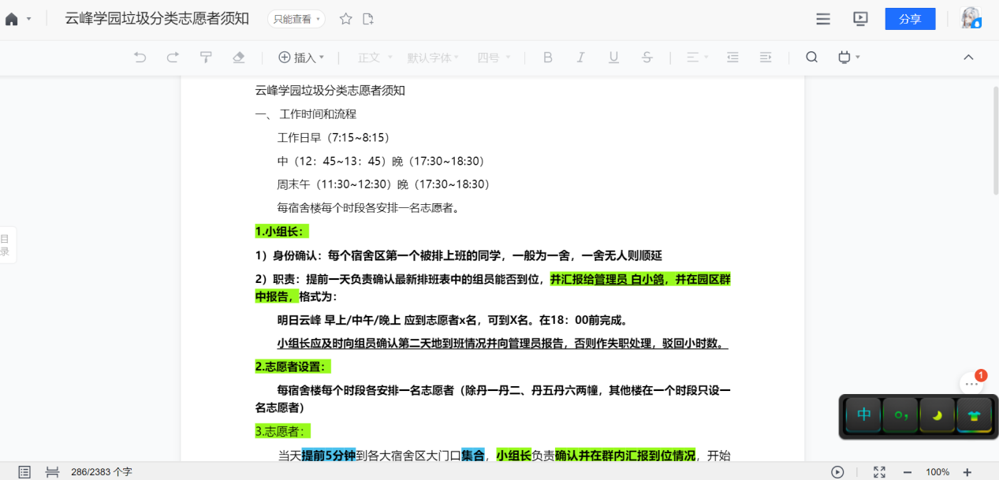 云峰学园垃圾分类志愿者须知
只能查看
分享
插入
正文
默认字体
四号
B
I
U
S
云峰学园垃圾分类志愿者须知
一、 工作时间和流程
工作日早（7:15~8:15）
中（12：45~13：45）晚（17:30~18:30）
周末午（11:30~12:30）晚（17:30~18:30）
每宿舍楼每个时段各安排一名志愿者。
目
录
1.小组长：
1）身份确认：每个宿舍区第一个被排上班的同学，一般为一舍，一舍无人则顺延
2）职责：提前一天负责确认最新排班表中的组员能否到位，并汇报给管理员 白小鸽，并在园区群
中报告，格式为：
明日云峰 早上/中午/晚上 应到志愿者x名，可到X名。在18：00前完成。
小组长应及时向组员确认第二天地到班情况并向管理员报告，否则作失职处理，驳回小时数。
2.志愿者设置：
每宿舍楼每个时段各安排一名志愿者（除丹一丹二、丹五丹六两幢，其他楼在一个时段只设一
名志愿者）
1
中
3.志愿者：
当天提前5分钟到各大宿舍区大门口集合，小组长负责确认并在群内汇报到位情况，开始
286/2383 个字
100%